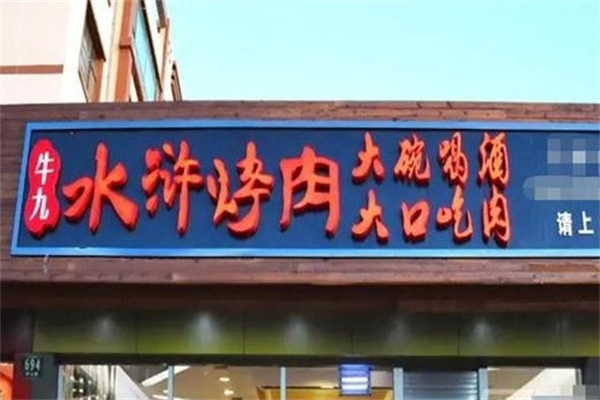 牛九
水浒烤肉
大碗喝酒
大口吃肉
请上
694